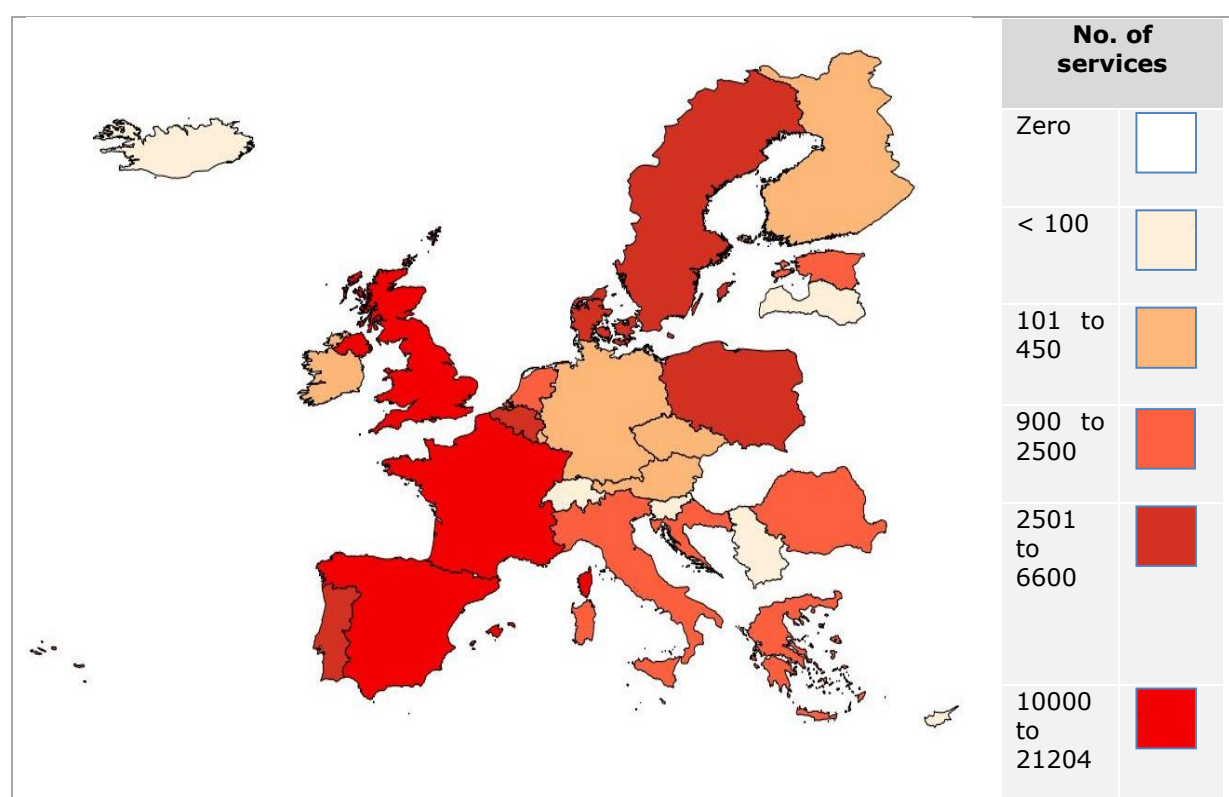 No. of
services
Zero
< 100
101 to
450
900 to
2500
2501
to
6600
10000
to
21204